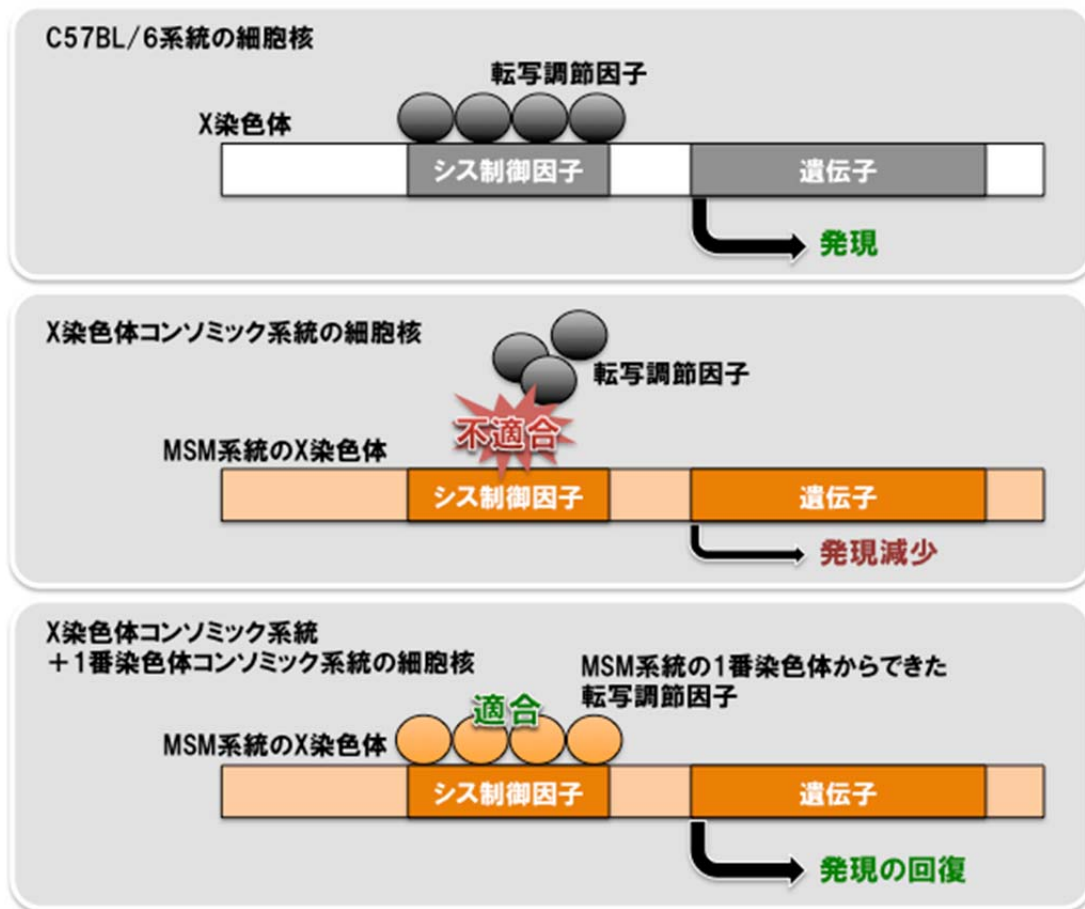 C57BL/6系統の細胞核
転写調節因子
X染色体
シス制御因子
遺伝子
発現
X染色体コンソミック系統の細胞核
転写調節因子
不適合
MSM系統のX染色体
シス制御因子
遺伝子
発現減少
X染色体コンソミック系統
+1番染色体コンソミック系統の細胞核
MSM系統の1番染色体からできた
転写調節因子
適合
MSM系統のX染色体
シス制御因子
遺伝子
発現の回復